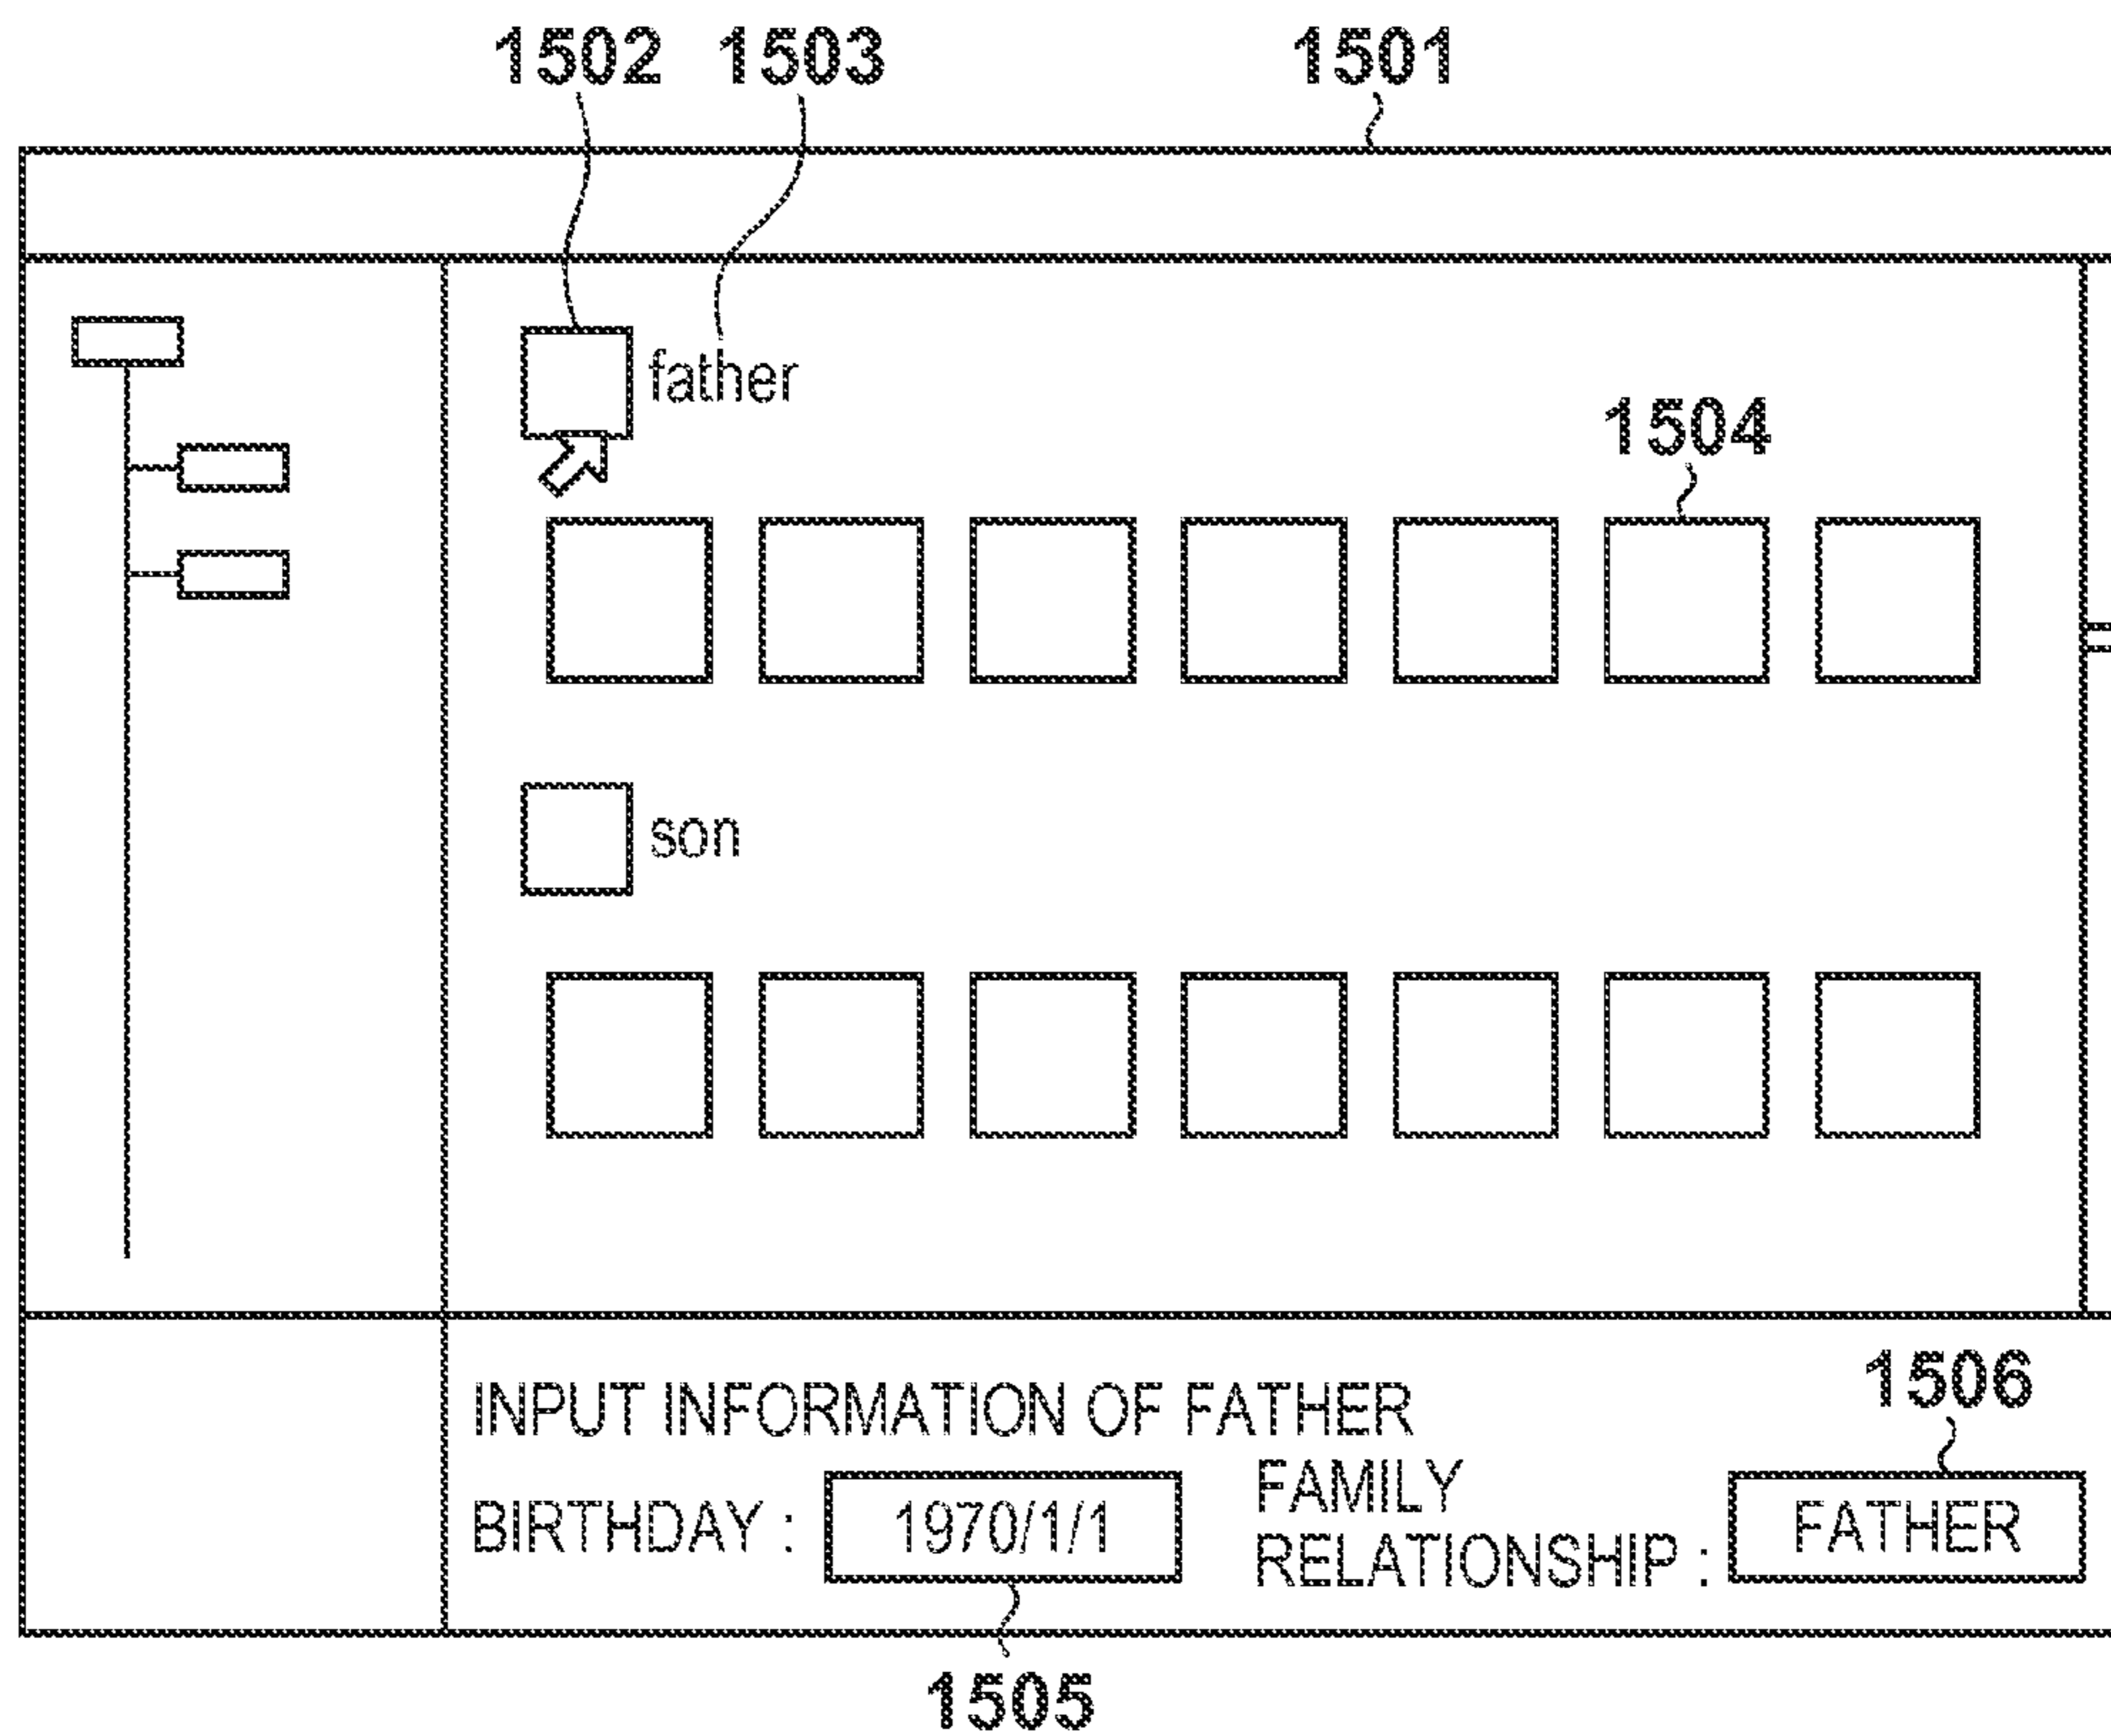 1502 1503 1501
father
1504
son
INPUT INFORMATION OF FATHER
1506
BIRTHDAY : 1970/1/1 FAMILY
RELATIONSHIP : FATHER
1505